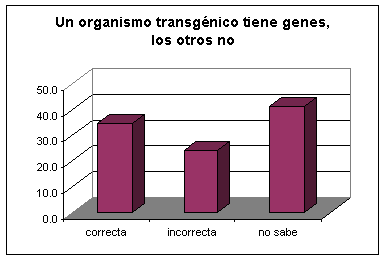 Un organismo transgénico tiene genes,
los otros no
50.0
40.0
30.0
20.0
10.0
0.0
correcta incorrecta no sabe